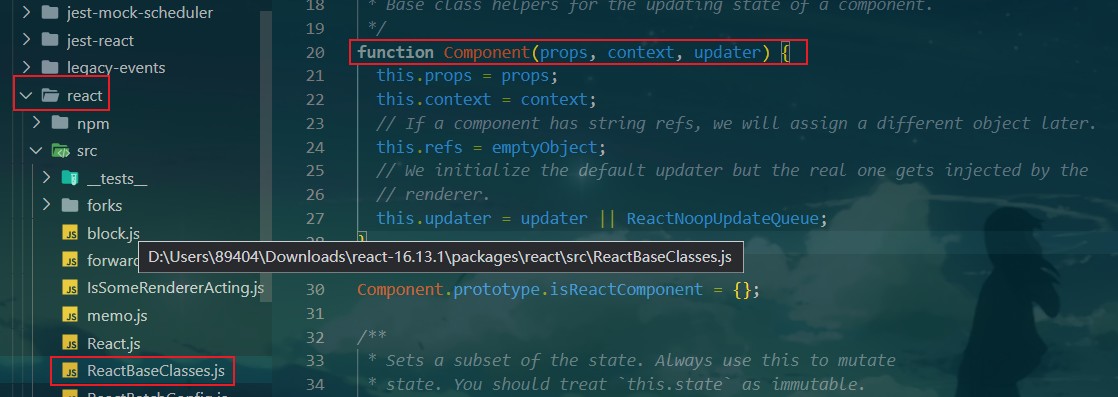 jest-mock-scheduler
jest-react
legacy-events
react
npm
src
__tests__
forks
block.js
IsSomeRendererActing.js
memo.js
React.js
ReactBaseClasses.js
18 * Base class helpers for the updating state of a component.
19 */
20 function Component(props, context, updater) {
21 this.props = props;
22 this.context = context;
23 // If a component has string refs, we will assign a different object later.
24 this.refs = emptyObject;
25 // We initialize the default updater but the real one gets injected by the
26 // renderer.
27 this.updater = updater || ReactNoopUpdateQueue;
D:\Users\89404\Downloads\react-16.13.1\packages\react\src\ReactBaseClasses.js
30 Component.prototype.isReactComponent = {};
31
32 /**
33 * Sets a subset of the state. Always use this to mutate
34 * state. You should treat `this.state` as immutable.